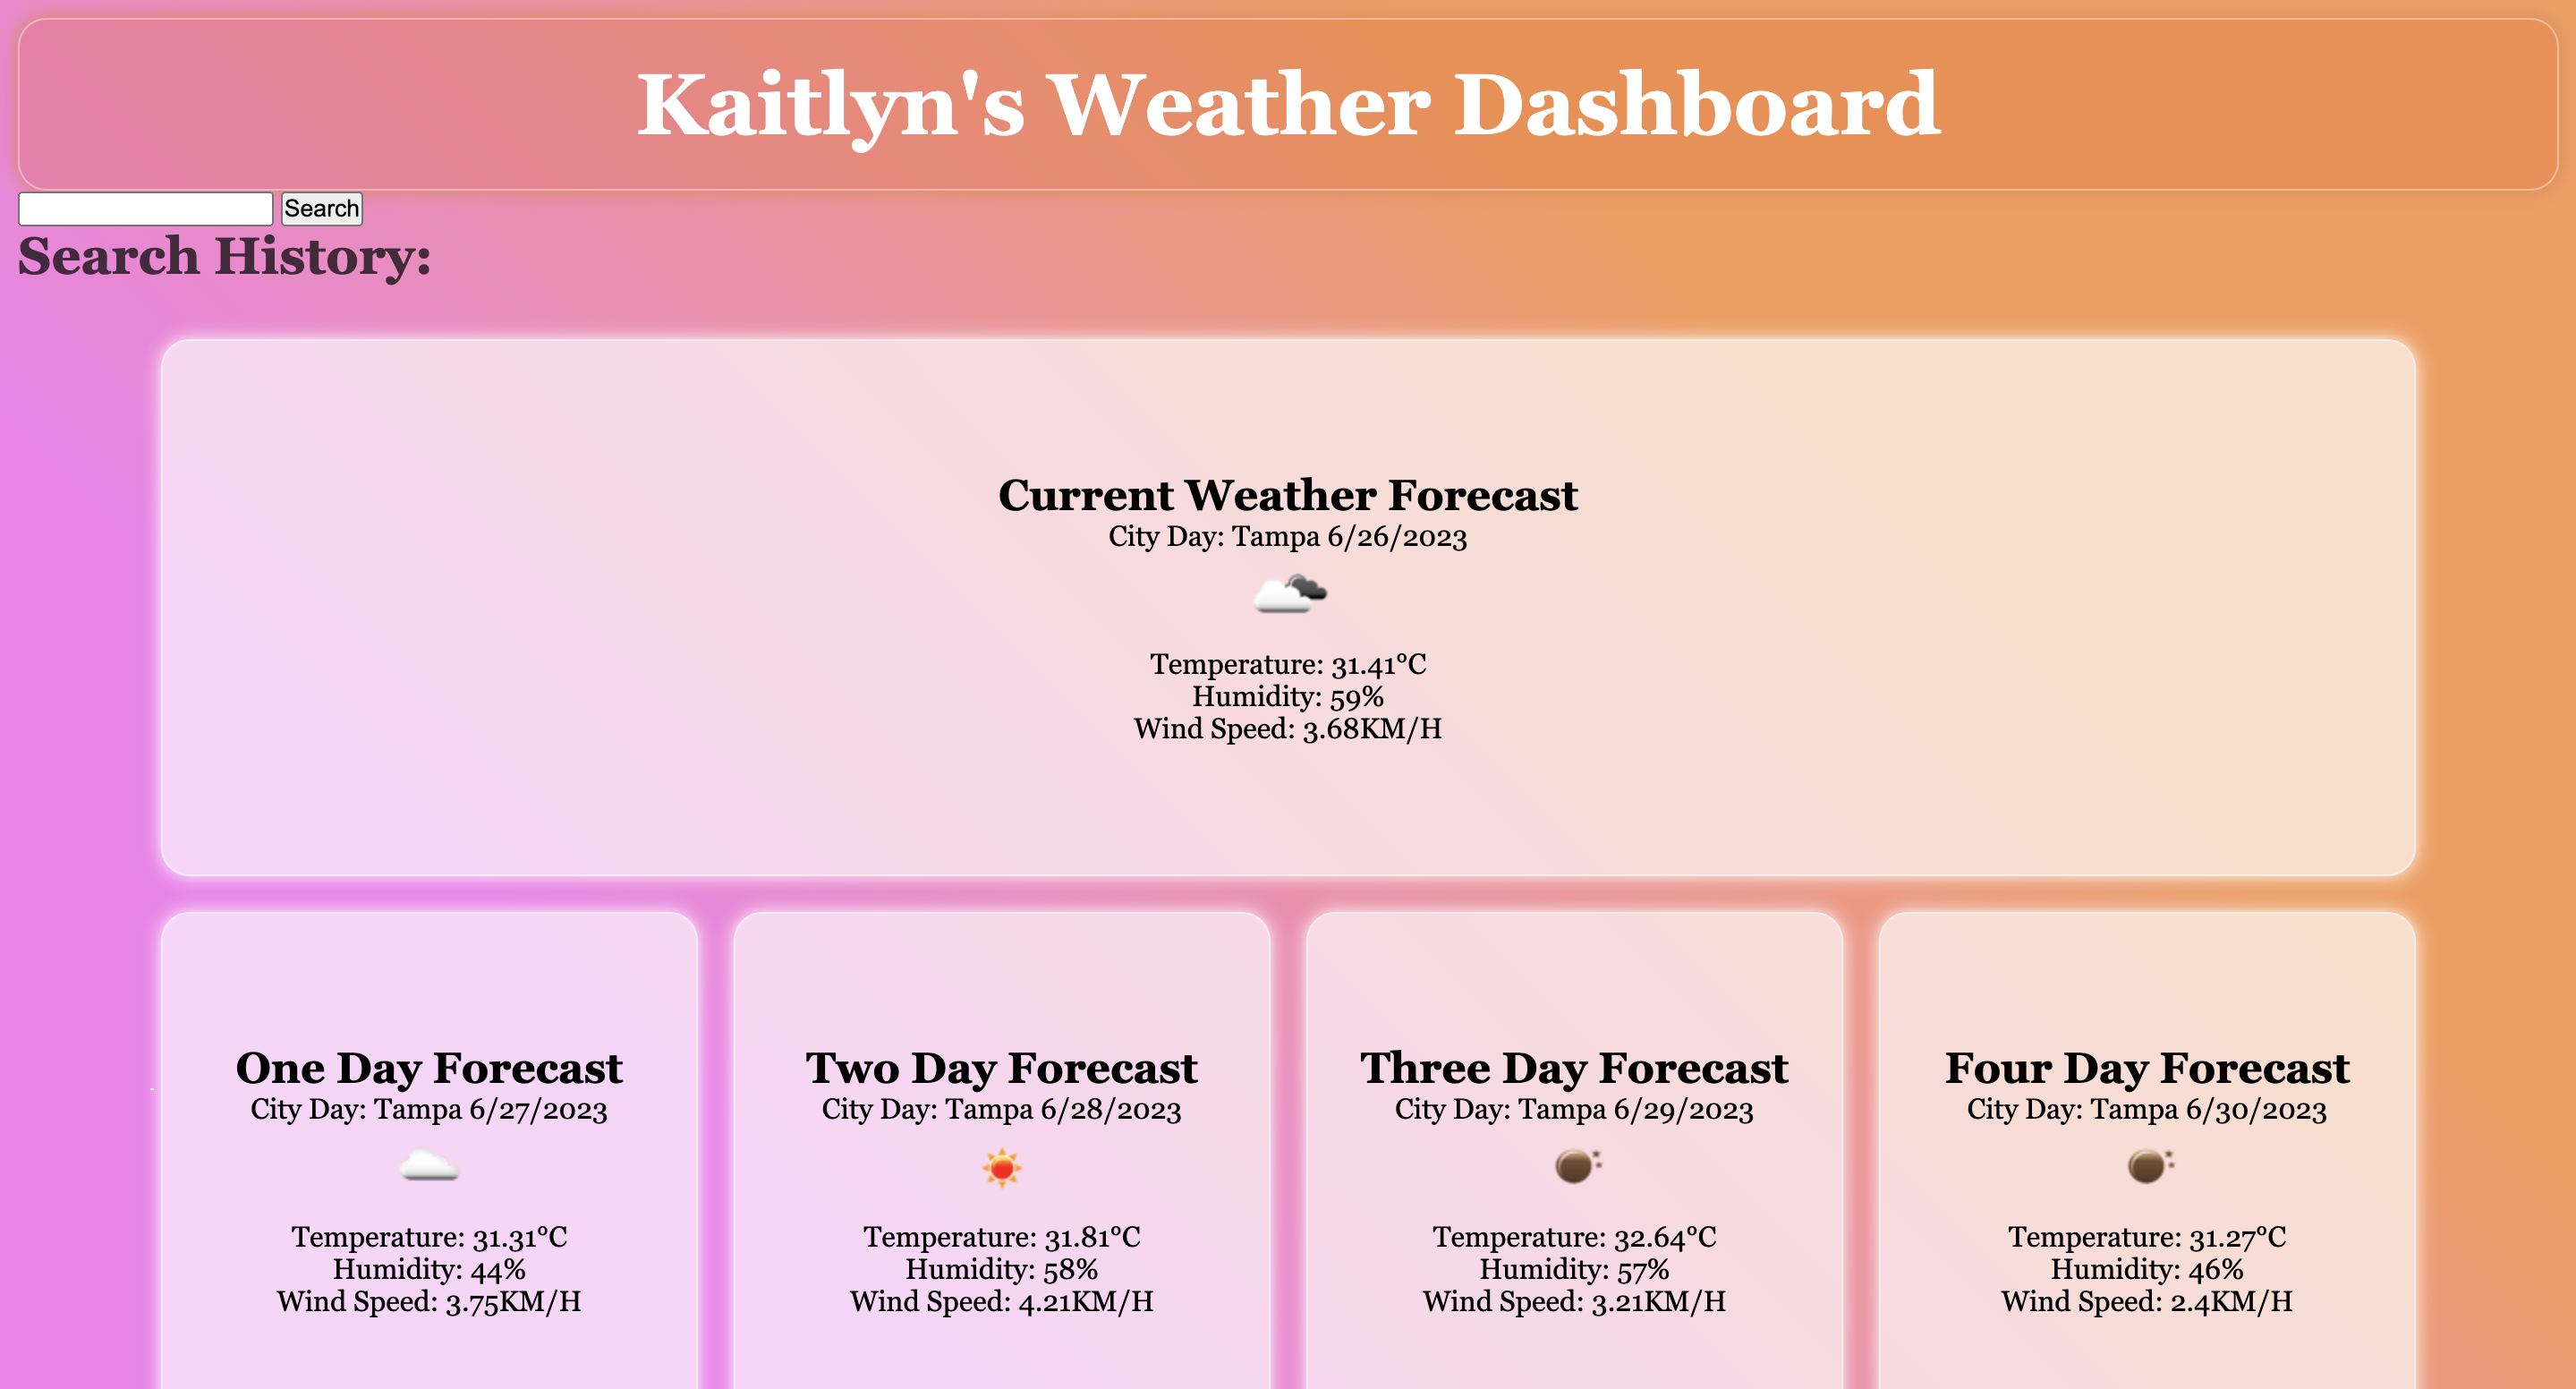 Kaitlyn's Weather Dashboard
Search
Search History:
Current Weather Forecast
City Day: Tampa 6/26/2023
Temperature: 31.41°C
Humidity: 59%
Wind Speed: 3.68KM/H
One Day Forecast
City Day: Tampa 6/27/2023
Temperature: 31.31°C
Humidity: 44%
Wind Speed: 3.75KM/H
Two Day Forecast
City Day: Tampa 6/28/2023
Temperature: 31.81°C
Humidity: 58%
Wind Speed: 4.21KM/H
Three Day Forecast
City Day: Tampa 6/29/2023
Temperature: 32.64°C
Humidity: 57%
Wind Speed: 3.21KM/H
Four Day Forecast
City Day: Tampa 6/30/2023
Temperature: 31.27°C
Humidity: 46%
Wind Speed: 2.4KM/H